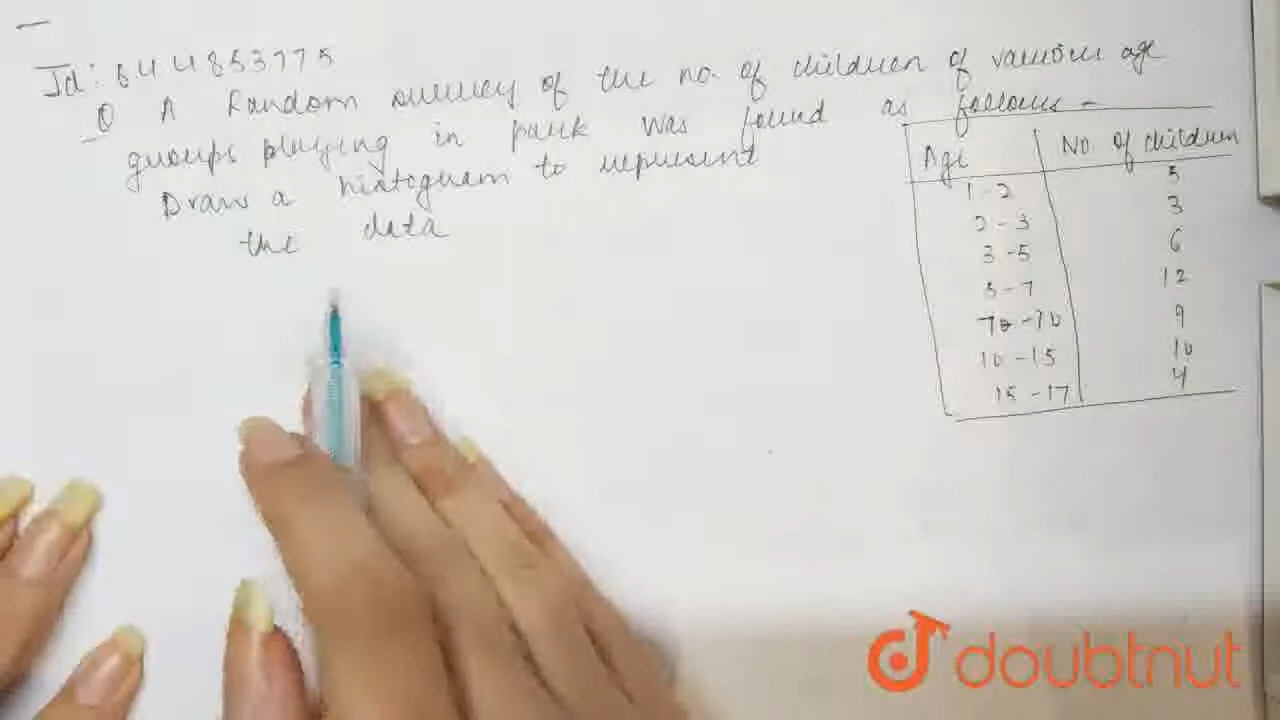 Id: 644853775
Q A Random survey of the no. of children of various age
groups playing in park was found as follows -
Draw a histogram to represent
the data
Age No. of children
1-2 5
2-3 3
3-5 6
5-7 12
7-10 9
10-15 10
15-17 4
doubtnut